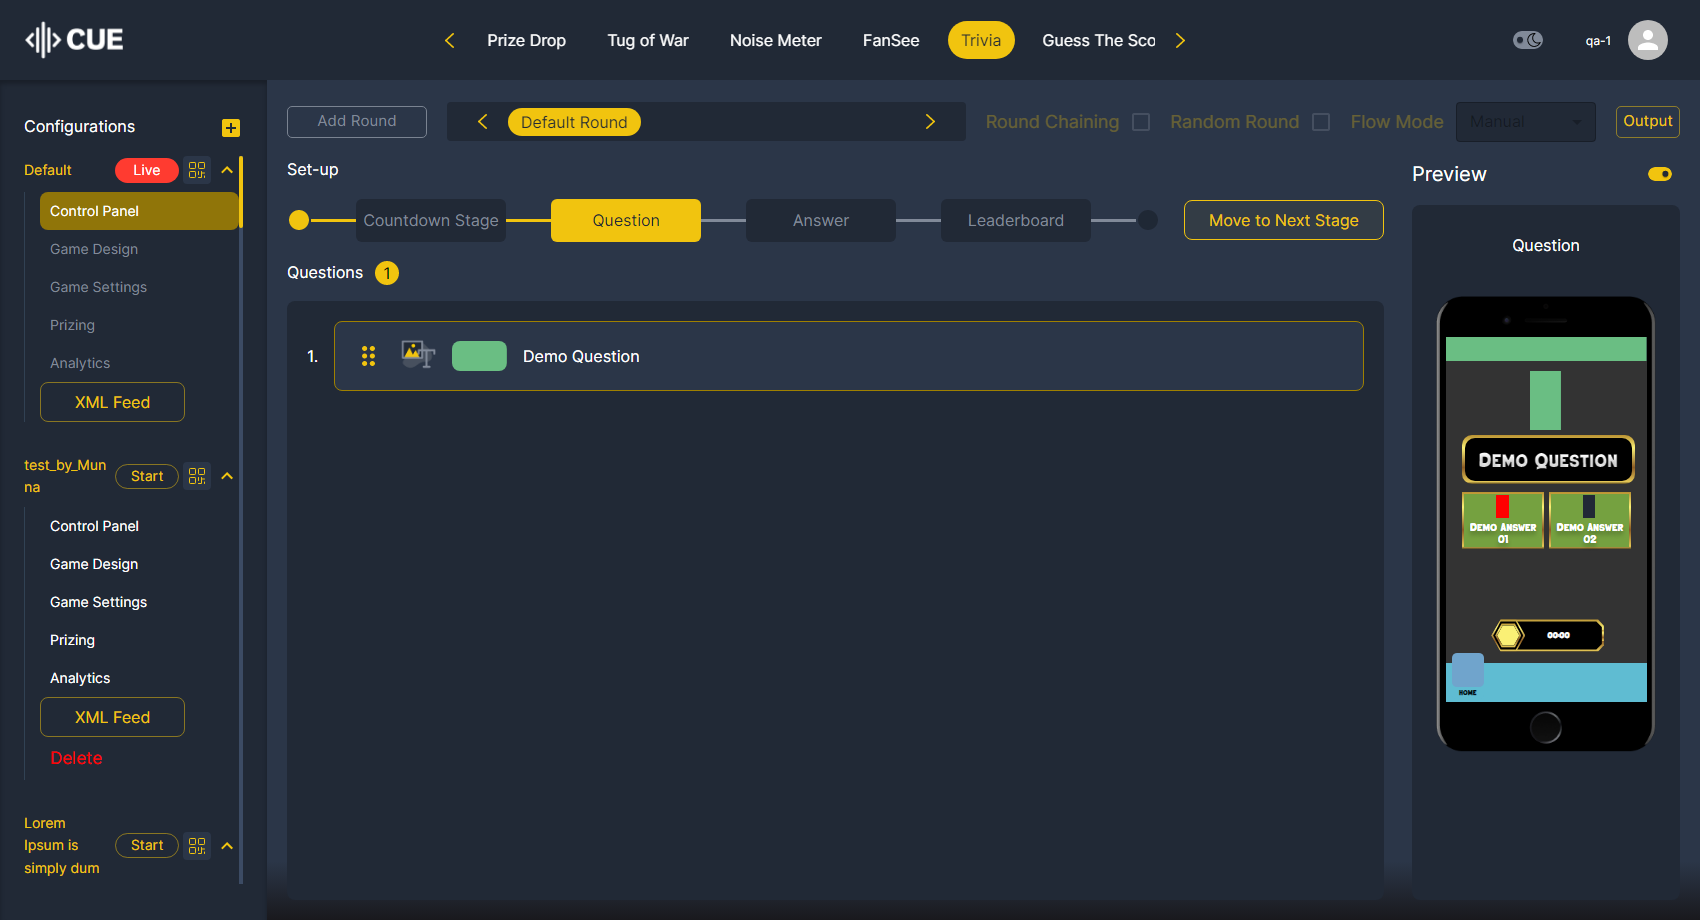 CUE
Prize Drop
Tug of War
Noise Meter
FanSee
Trivia
Guess The Sco
qa-1
Configurations
Default
Live
Control Panel
Game Design
Game Settings
Prizing
Analytics
XML Feed
test_by_Mun
na
Start
Control Panel
Game Design
Game Settings
Prizing
Analytics
XML Feed
Delete
Lorem
Ipsum is
simply dum
Start
Add Round
Default Round
Round Chaining
Random Round
Flow Mode
Manual
Output
Set-up
Countdown Stage
Question
Answer
Leaderboard
Move to Next Stage
Questions 1
1.
Demo Question
Preview
Question
Demo Question
Demo Answer
01
Demo Answer
02
00:00
HOME